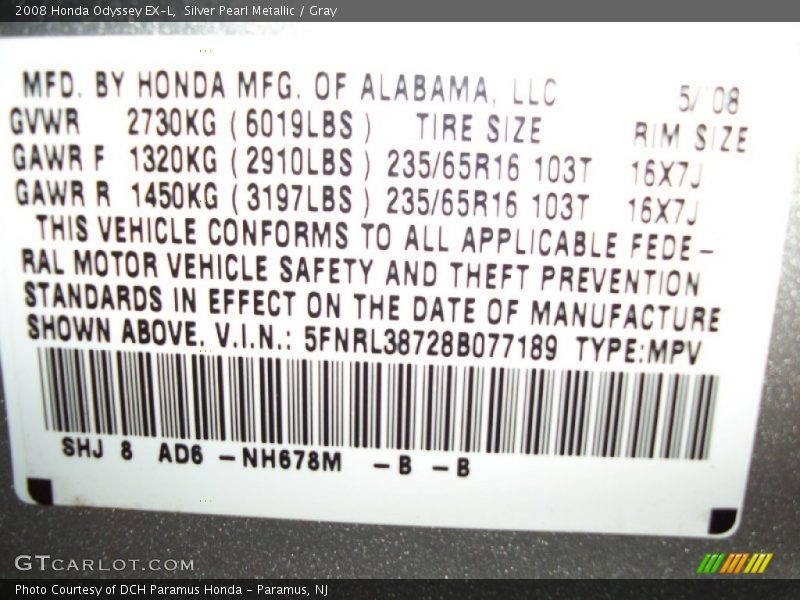 2008 Honda Odyssey EX-L, Silver Pearl Metallic / Gray
MFD. BY HONDA MFG. OF ALABAMA, LLC 5/08
GVWR 2730KG (6019LBS) TIRE SIZE RIM SIZE
GAWR F 1320KG (2910LBS) 235/65R16 103T 16X7J
GAWR R 1450KG (3197LBS) 235/65R16 103T 16X7J
THIS VEHICLE CONFORMS TO ALL APPLICABLE FEDE-
RAL MOTOR VEHICLE SAFETY AND THEFT PREVENTION
STANDARDS IN EFFECT ON THE DATE OF MANUFACTURE
SHOWN ABOVE. V.I.N.: 5FNRL38728B077189 TYPE:MPV
SHJ 8 AD6 -NH678M -B -B
GTCARLOT.COM
Photo Courtesy of DCH Paramus Honda - Paramus, NJ